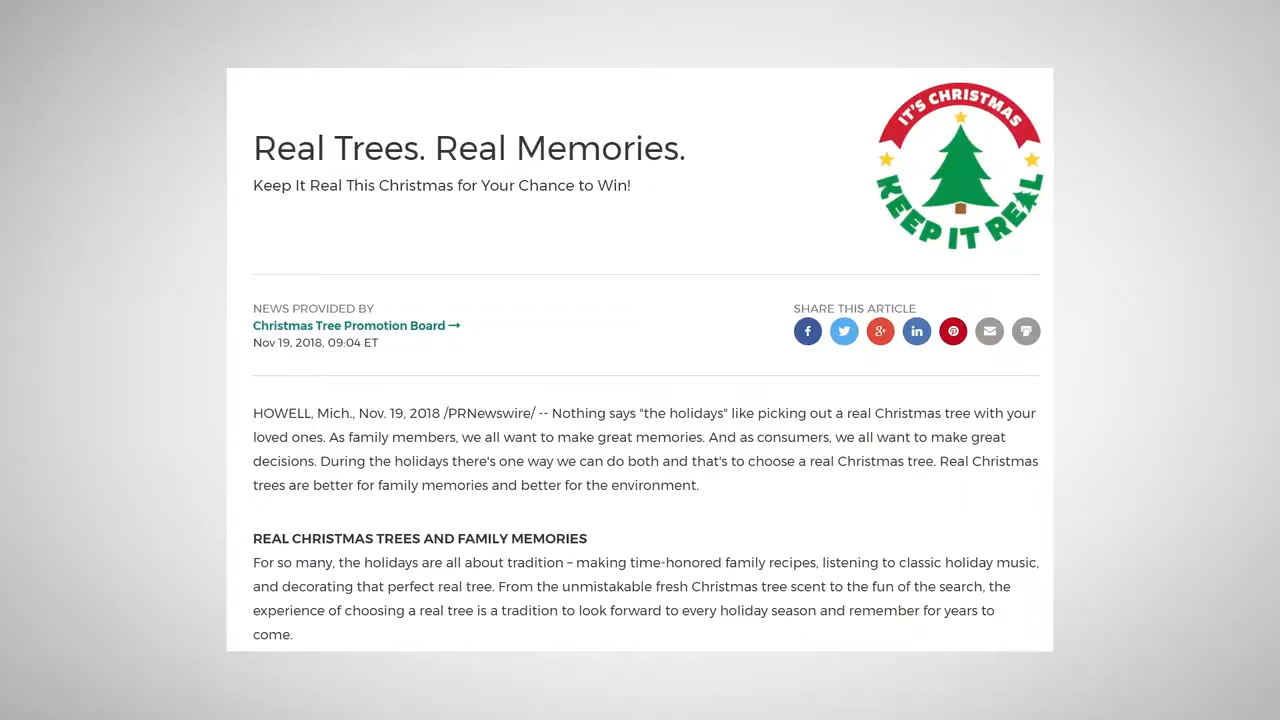 IT'S CHRISTMAS
KEEP IT REAL
Real Trees. Real Memories.
Keep It Real This Christmas for Your Chance to Win!
NEWS PROVIDED BY
Christmas Tree Promotion Board →
Nov 19, 2018, 09:04 ET
SHARE THIS ARTICLE
HOWELL, Mich., Nov. 19, 2018 /PRNewswire/ -- Nothing says "the holidays" like picking out a real Christmas tree with your
loved ones. As family members, we all want to make great memories. And as consumers, we all want to make great
decisions. During the holidays there's one way we can do both and that's to choose a real Christmas tree. Real Christmas
trees are better for family memories and better for the environment.
REAL CHRISTMAS TREES AND FAMILY MEMORIES
For so many, the holidays are all about tradition – making time-honored family recipes, listening to classic holiday music,
and decorating that perfect real tree. From the unmistakable fresh Christmas tree scent to the fun of the search, the
experience of choosing a real tree is a tradition to look forward to every holiday season and remember for years to
come.